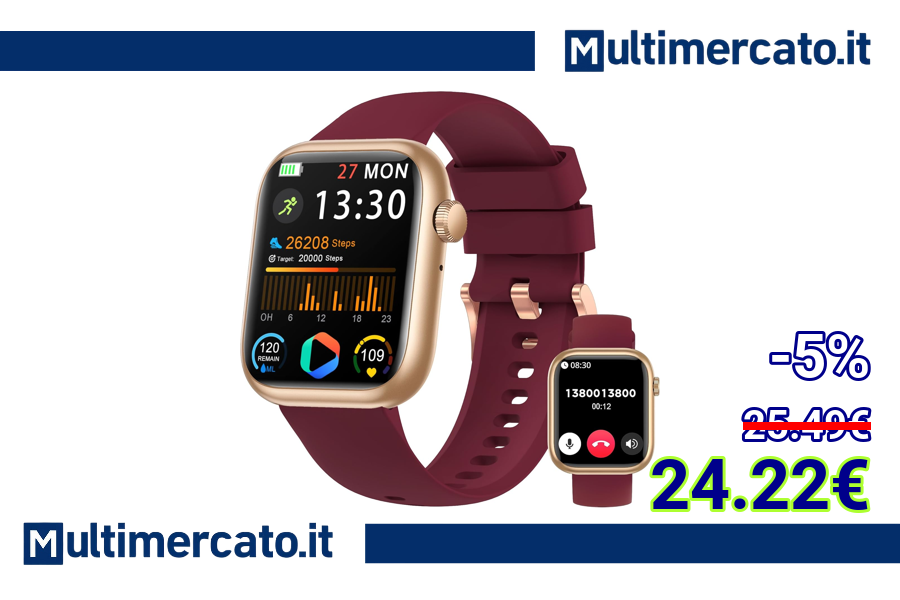 Multimercato.it
27 MON
13:30
26208 Steps
Target: 20000 Steps
0H 6 12 18 23
120
REMAIN
ML
109
08:30
1380013800
00:12
-5%
25.49€
24.22€
Multimercato.it